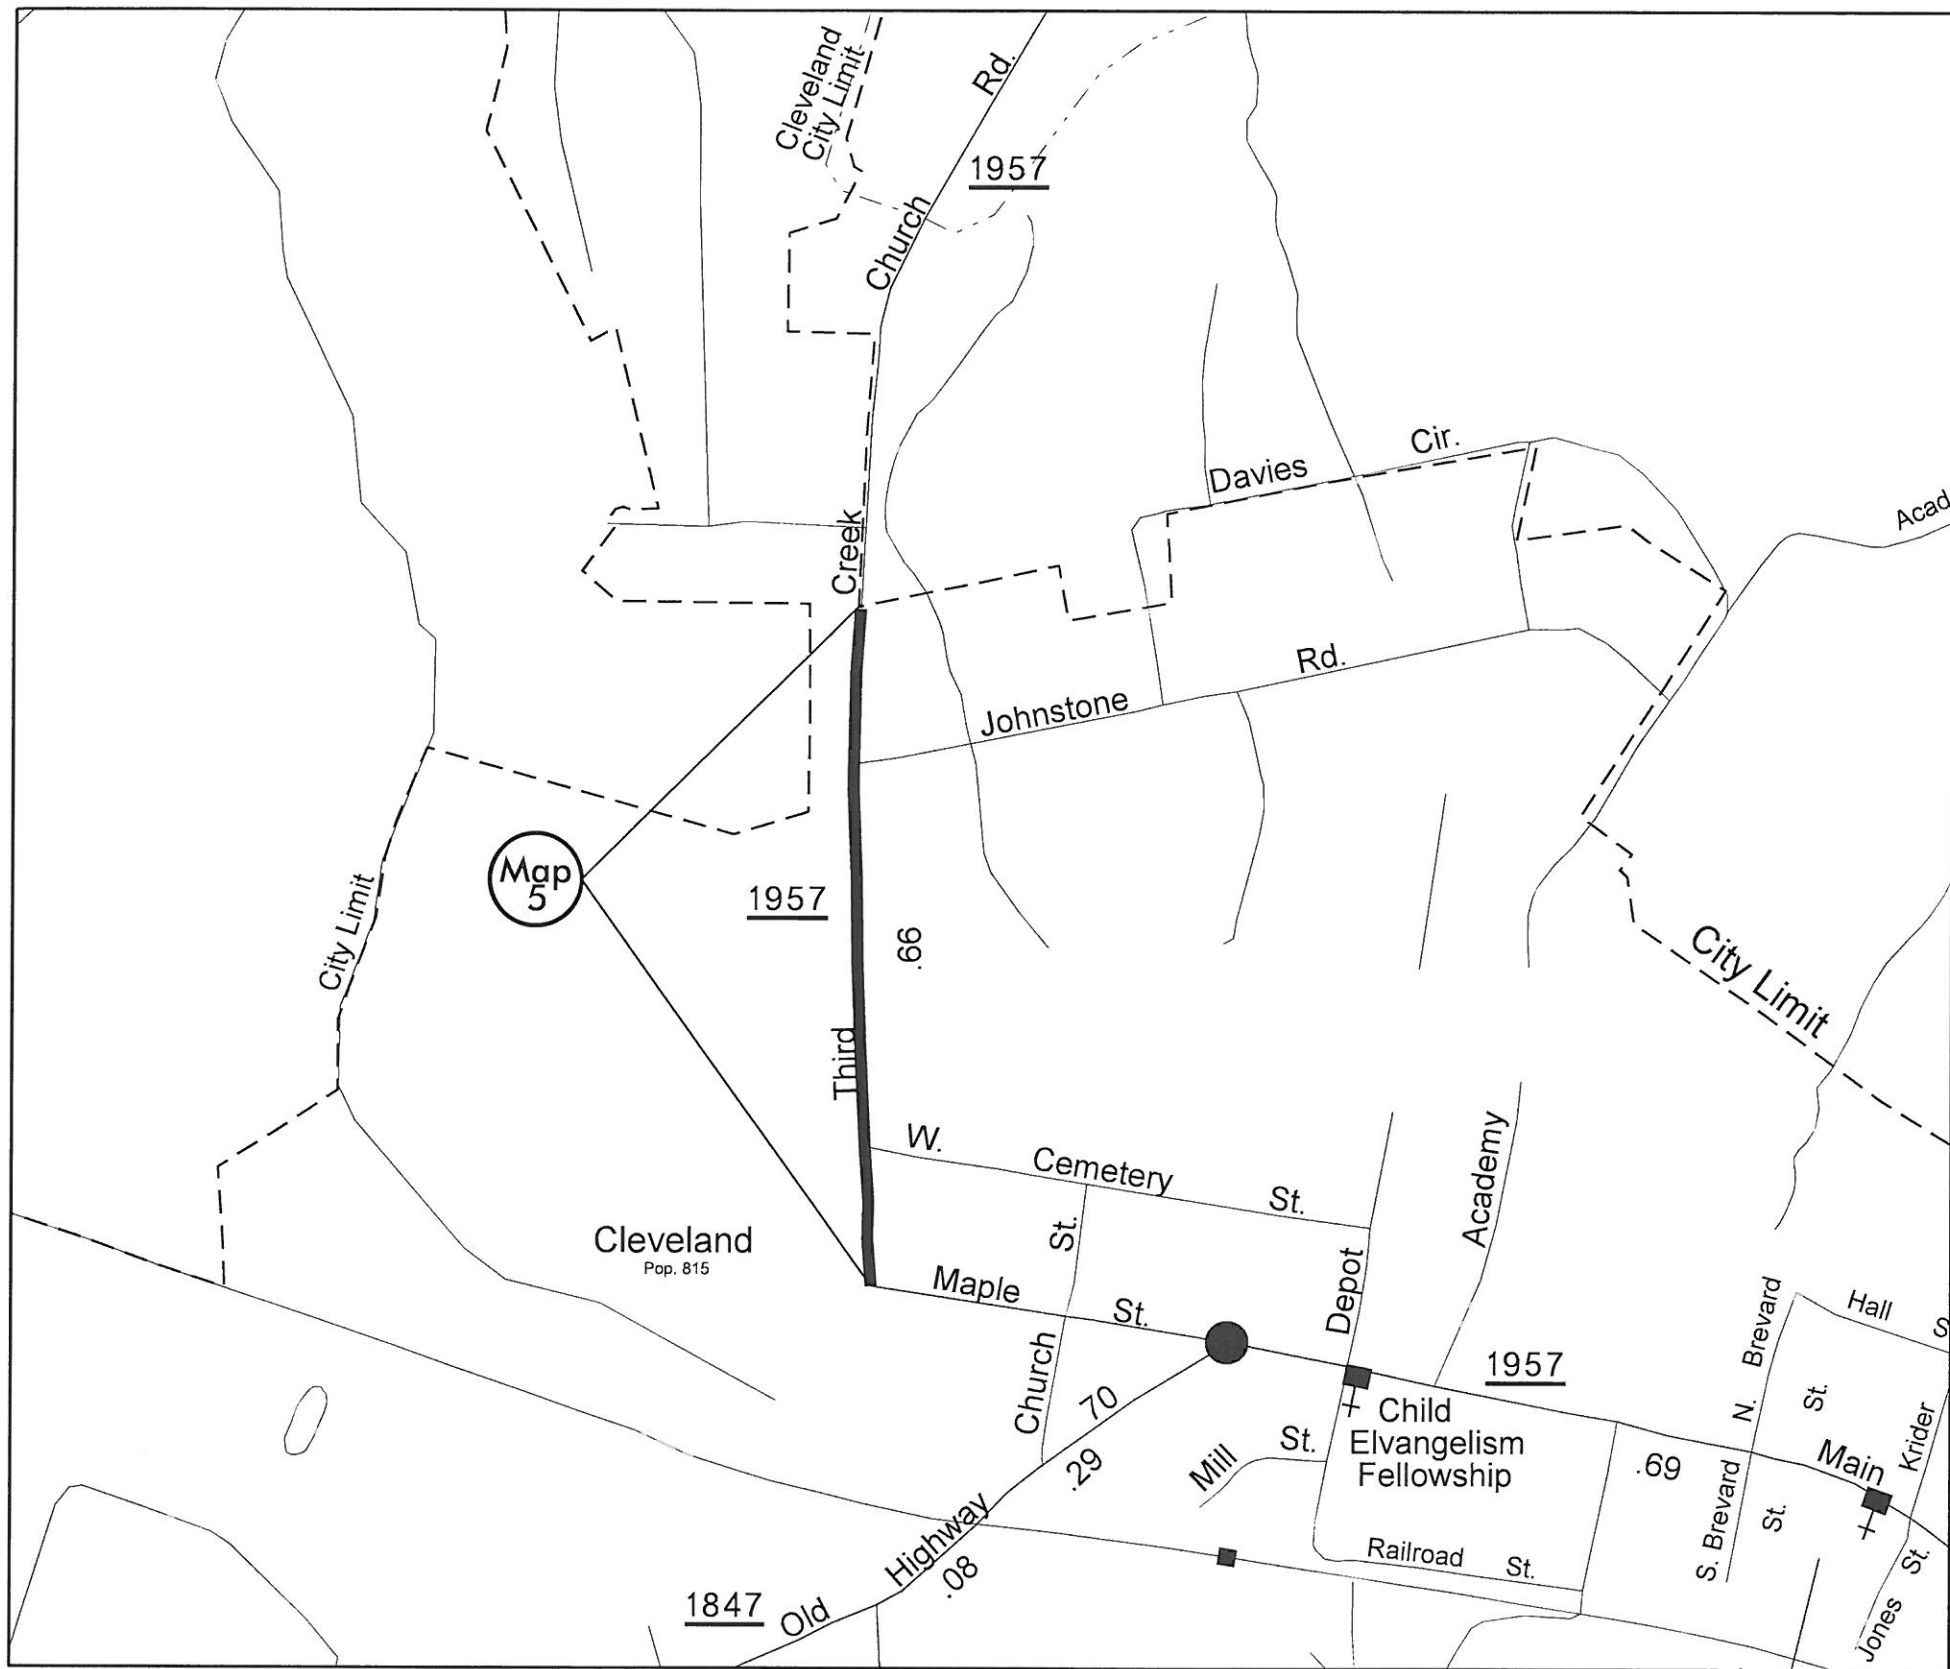 Cleveland
City Limit
Rd.
1957
Church
Creek
Davies
Cir.
Acad
Johnstone
Rd.
Map
5
1957
.66
City Limit
City Limit
Third
W.
Cemetery
St.
Academy
Cleveland
Pop. 815
St.
Maple
St.
Depot
Church
N. Brevard
St.
Hall
S
70
.29
1957
Child
Elvangelism
Fellowship
Mill
St.
.69
Main
Krider
St.
S. Brevard
St.
Railroad
St.
Jones
Old
Highway
.08
1847